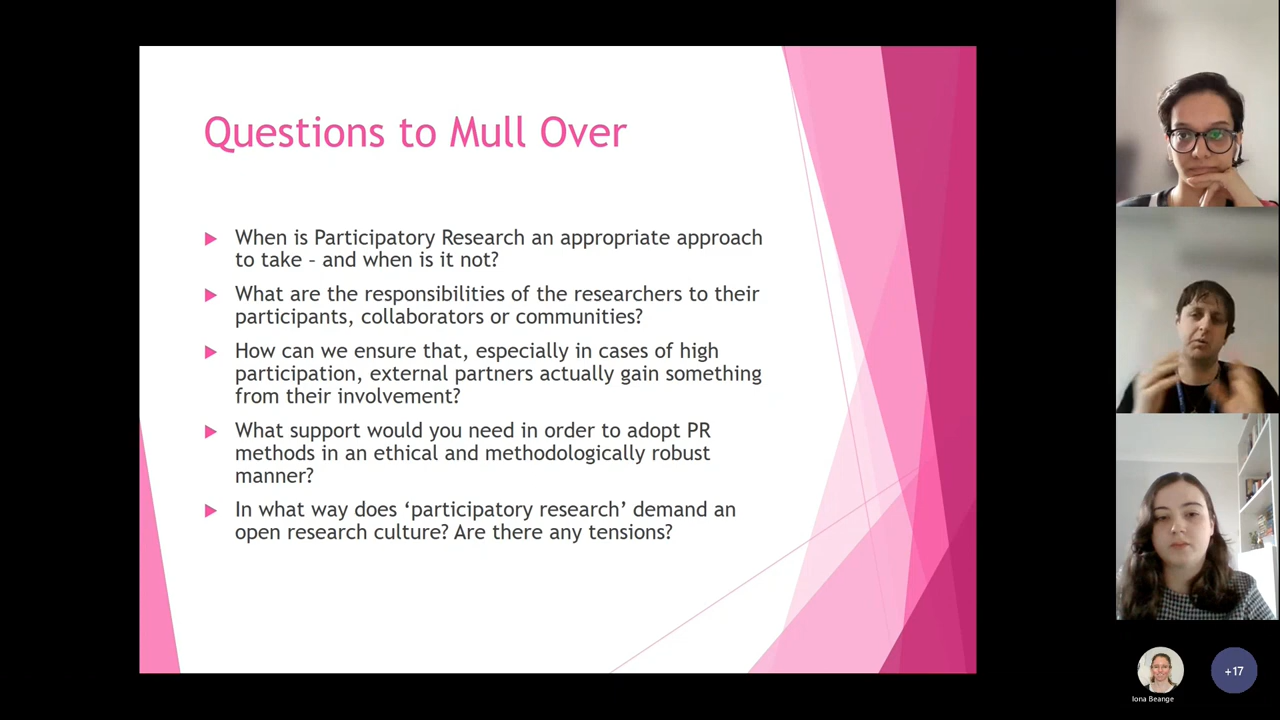 Questions to Mull Over
When is Participatory Research an appropriate approach
to take – and when is it not?
What are the responsibilities of the researchers to their
participants, collaborators or communities?
How can we ensure that, especially in cases of high
participation, external partners actually gain something
from their involvement?
What support would you need in order to adopt PR
methods in an ethical and methodologically robust
manner?
In what way does ‘participatory research’ demand an
open research culture? Are there any tensions?
Iona Beange
+17